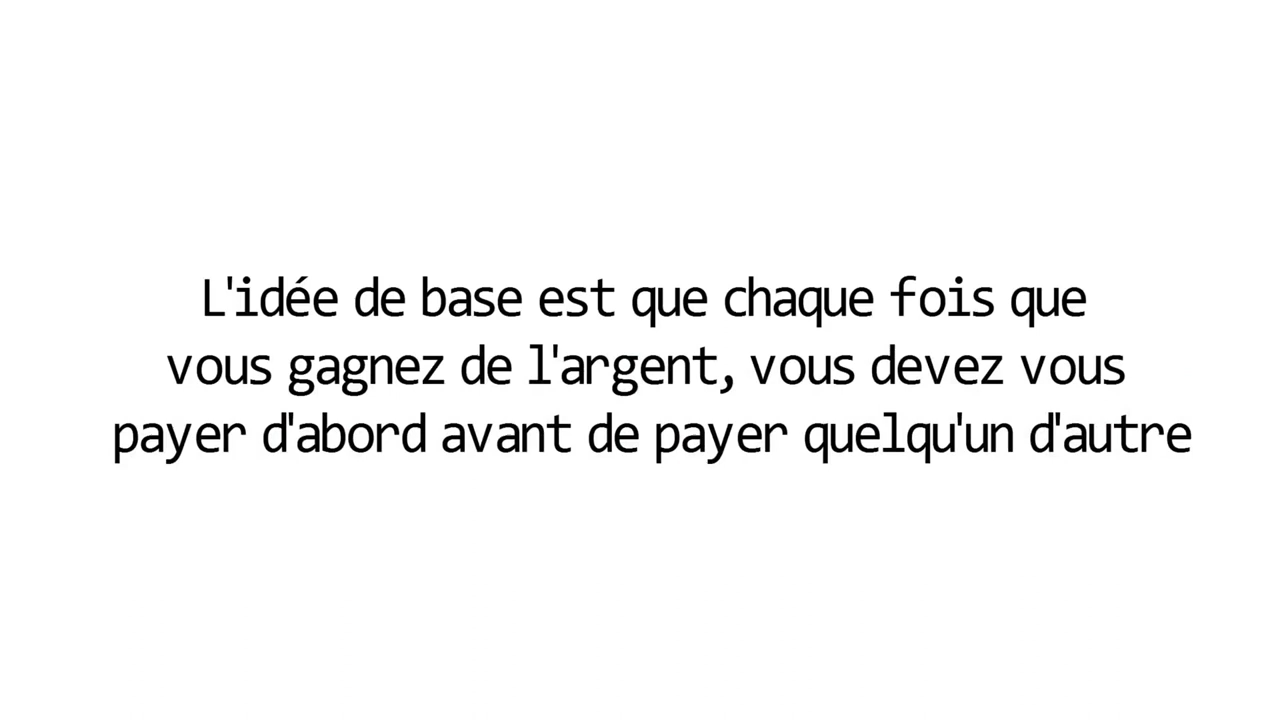 L'idée de base est que chaque fois que
vous gagnez de l'argent, vous devez vous
payer d'abord avant de payer quelqu'un d'autre